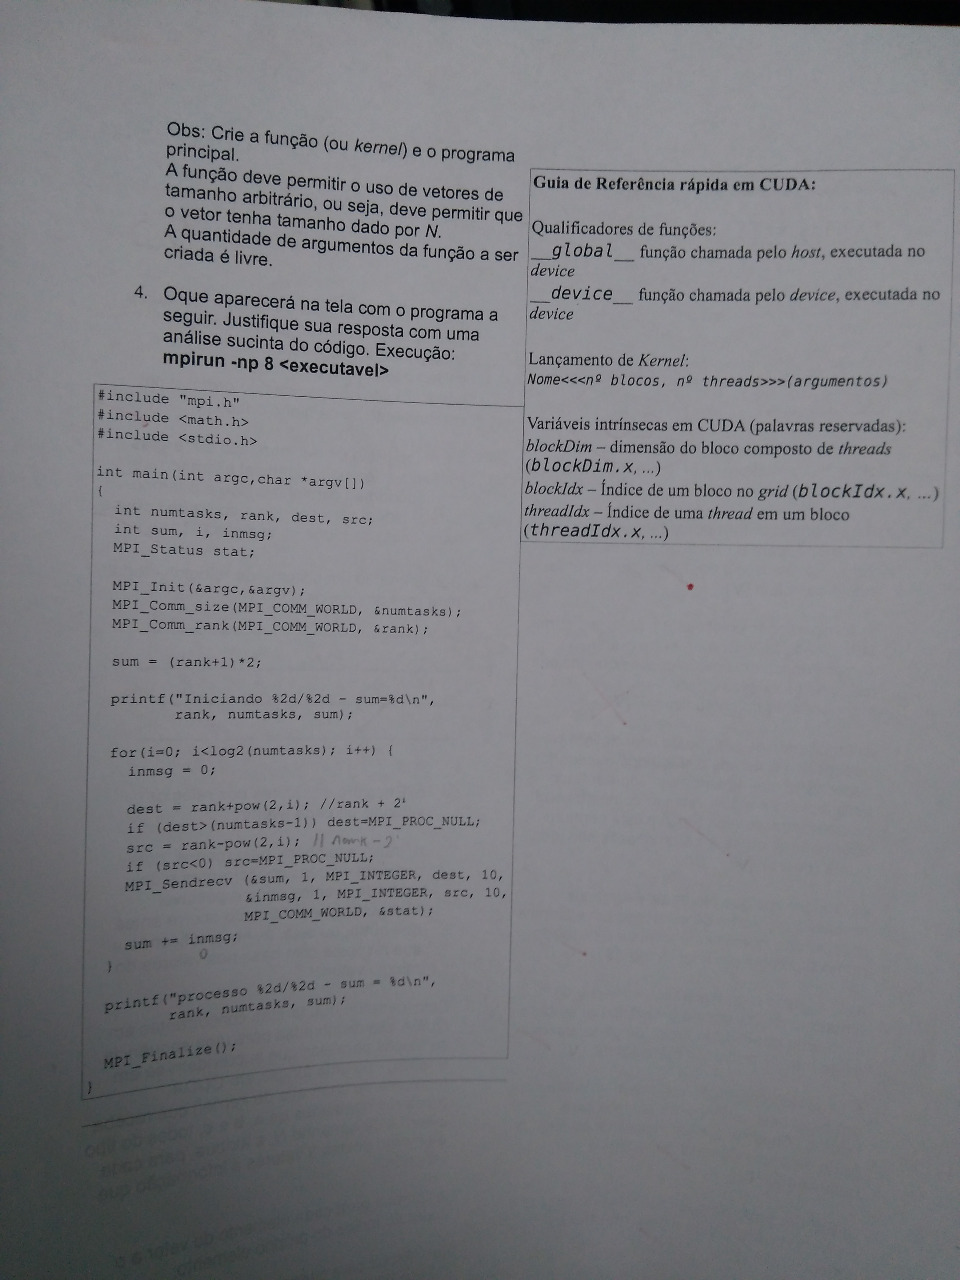 Obs: Crie a função (ou kernel) e o programa
principal.
A função deve permitir o uso de vetores de
tamanho arbitrário, ou seja, deve permitir que
o vetor tenha tamanho dado por N.
A quantidade de argumentos da função a ser
criada é livre.
4. Oque aparecerá na tela com o programa a
seguir. Justifique sua resposta com uma
análise sucinta do código. Execução:
mpirun -np 8 <executavel>
#include "mpi.h"
#include <math.h>
#include <stdio.h>
int main(int argc,char *argv[])
{
int numtasks, rank, dest, src;
int sum, i, inmsg;
MPI_Status stat;
MPI_Init(&argc,&argv);
MPI_Comm_size(MPI_COMM_WORLD, &numtasks);
MPI_Comm_rank(MPI_COMM_WORLD, &rank);
sum = (rank+1)*2;
printf("Iniciando %2d/%2d - sum=%d\n",
rank, numtasks, sum);
for(i=0; i<log2(numtasks); i++) {
inmsg = 0;
dest = rank+pow(2,i); //rank + 2ⁱ
if (dest>(numtasks-1)) dest=MPI_PROC_NULL;
src = rank-pow(2,i); // rank - 2ⁱ
if (src<0) src=MPI_PROC_NULL;
MPI_Sendrecv (&sum, 1, MPI_INTEGER, dest, 10,
&inmsg, 1, MPI_INTEGER, src, 10,
MPI_COMM_WORLD, &stat);
sum += inmsg;
0
}
printf("processo %2d/%2d - sum = %d\n",
rank, numtasks, sum);
MPI_Finalize();
}
Guia de Referência rápida em CUDA:
Qualificadores de funções:
__global__ função chamada pelo host, executada no
device
__device__ função chamada pelo device, executada no
device
Lançamento de Kernel:
Nome<<<nº blocos, nº threads>>>(argumentos)
Variáveis intrínsecas em CUDA (palavras reservadas):
blockDim – dimensão do bloco composto de threads
(blockDim.x, ...)
blockIdx – Índice de um bloco no grid (blockIdx.x, ...)
threadIdx – Índice de uma thread em um bloco
(threadIdx.x, ...)